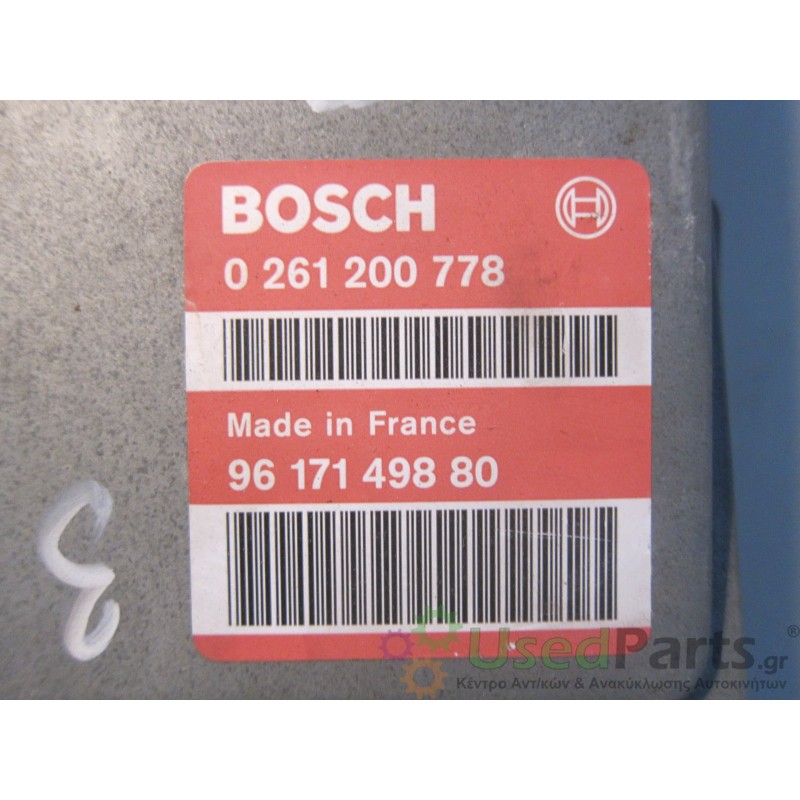 BOSCH
0 261 200 778
Made in France
96 171 498 80
3
UsedParts.gr ®
Κέντρο Αντ/κών & Ανακύκλωσης Αυτοκινήτων